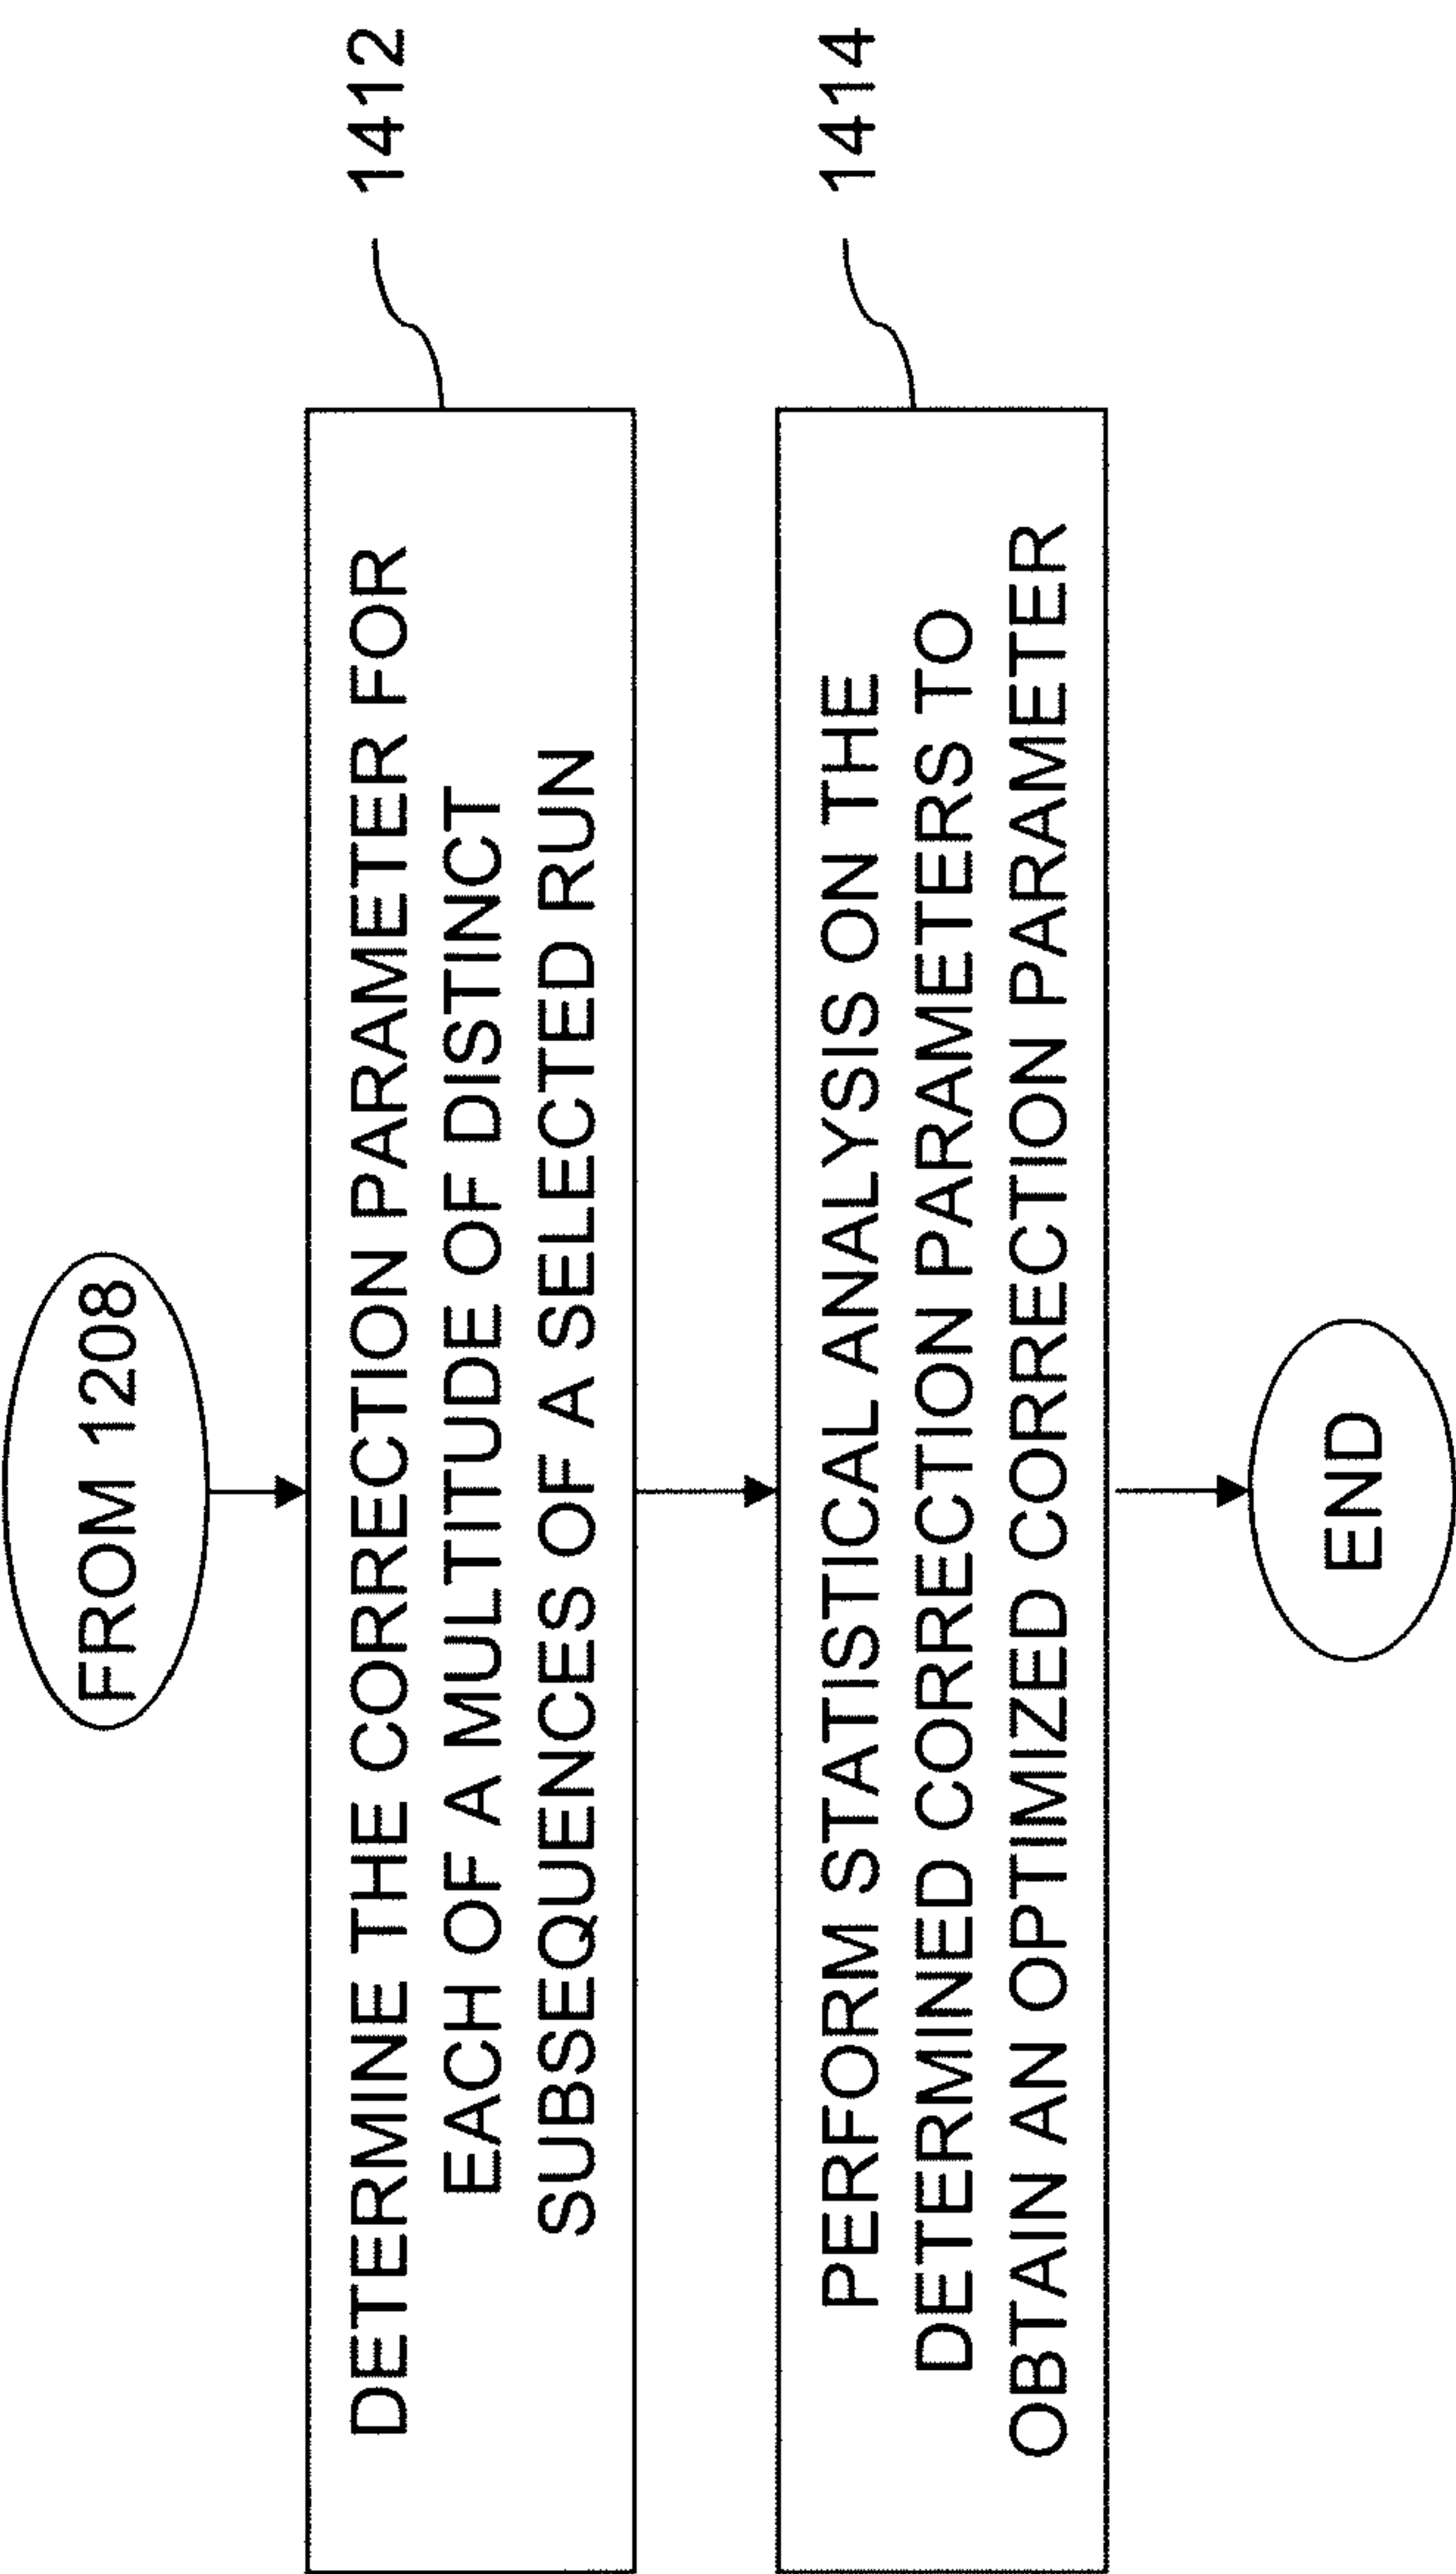 FROM 1208
DETERMINE THE CORRECTION PARAMETER FOR
EACH OF A MULTITUDE OF DISTINCT
SUBSEQUENCES OF A SELECTED RUN
1412
PERFORM STATISTICAL ANALYSIS ON THE
DETERMINED CORRECTION PARAMETERS TO
OBTAIN AN OPTIMIZED CORRECTION PARAMETER
1414
END